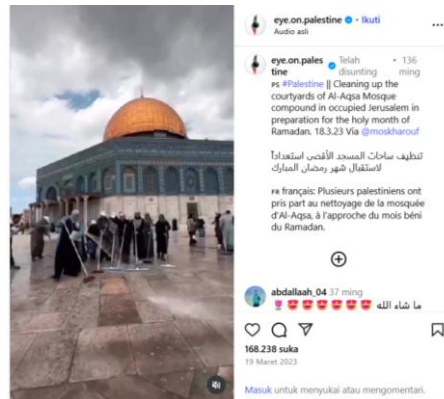 eye.on.palestine • Ikuti
Audio asli
eye.on.pales Telah • 136
tine disunting ming
PS #Palestine || Cleaning up the
courtyards of Al-Aqsa Mosque
compound in occupied Jerusalem in
preparation for the holy month of
Ramadan. 18.3.23 Via @moskharouf
تنظيف ساحات المسجد الأقصى استعداداً
لاستقبال شهر رمضان المبارك
FR français: Plusieurs palestiniens ont
pris part au nettoyage de la mosquée
d'Al-Aqsa, à l'approche du mois béni
du Ramadan.
abdallaah_04 37 ming
ما شاء الله
168.238 suka
19 Maret 2023
Masuk untuk menyukai atau mengomentari.